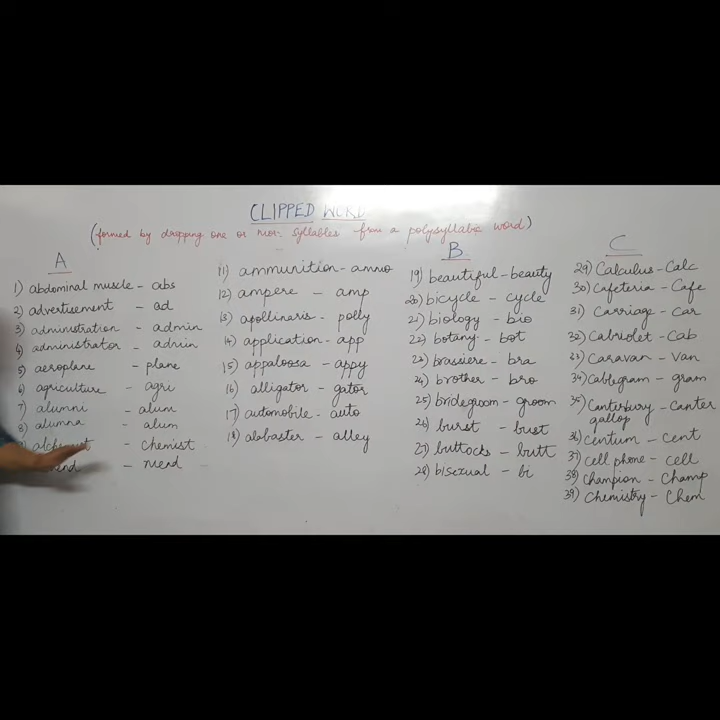 CLIPPED WORD
(formed by dropping one or more syllables from a polysyllabic word)
A
1) abdominal muscle - abs
2) advertisement - ad
3) administration - admin
4) administrator - admin
5) aeroplane - plane
6) agriculture - agri
7) alumni - alum
8) alumna - alum
alchemist - chemist
- mend
11) ammunition - ammo
12) ampere - amp
13) apollinaris - polly
14) application - app
15) appaloosa - appy
16) alligator - gator
17) automobile - auto
18) alabaster - alley
B
19) beautiful - beauty
20) bicycle - cycle
21) biology - bio
22) botany - bot
23) brassiere - bra
24) brother - bro
25) bridegroom - groom
26) burst - bust
27) buttocks - butt
28) bisexual - bi
C
29) Calculus - Calc
30) Cafeteria - Cafe
31) Carriage - car
32) Cabriolet - Cab
33) Caravan - Van
34) Cablegram - gram
35) Canterbury - Canter
gallop
36) Centum - Cent
37) cell phone - cell
38) Champion - Champ
39) Chemistry - Chem